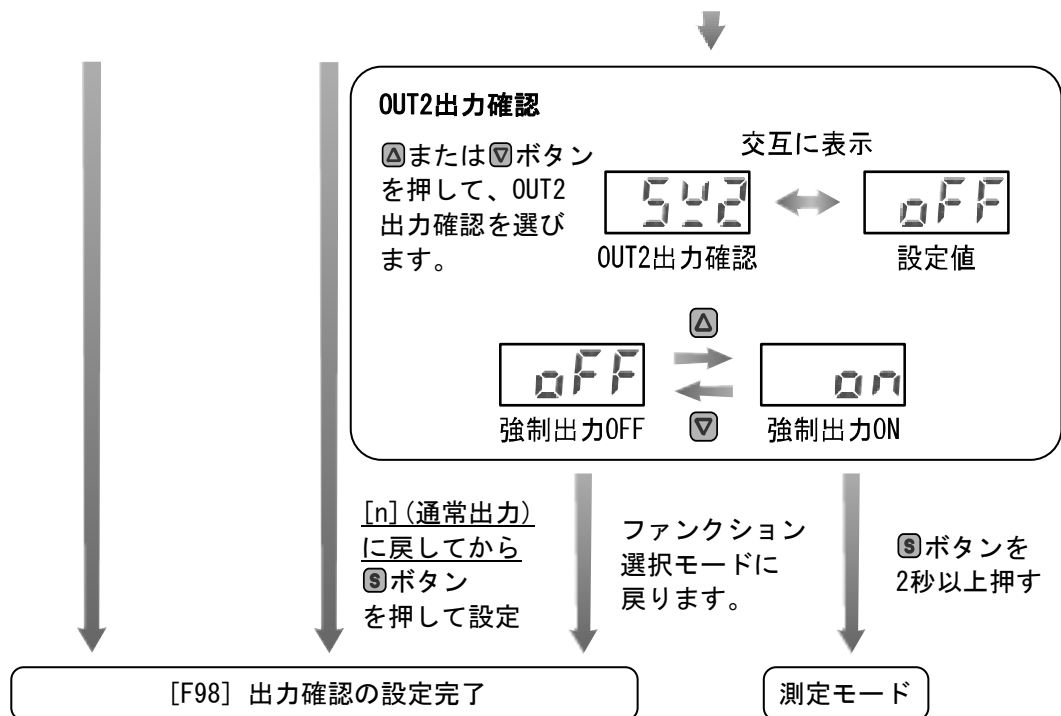 OUT2出力確認
△または▽ボタン
を押して、OUT2
出力確認を選び
ます。
交互に表示
SW2
oFF
OUT2出力確認
設定値
△
oFF
on
強制出力OFF
▽
強制出力ON
[n](通常出力)
に戻してから
Sボタン
を押して設定
ファンクション
選択モードに
戻ります。
Sボタンを
2秒以上押す
[F98] 出力確認の設定完了
測定モード